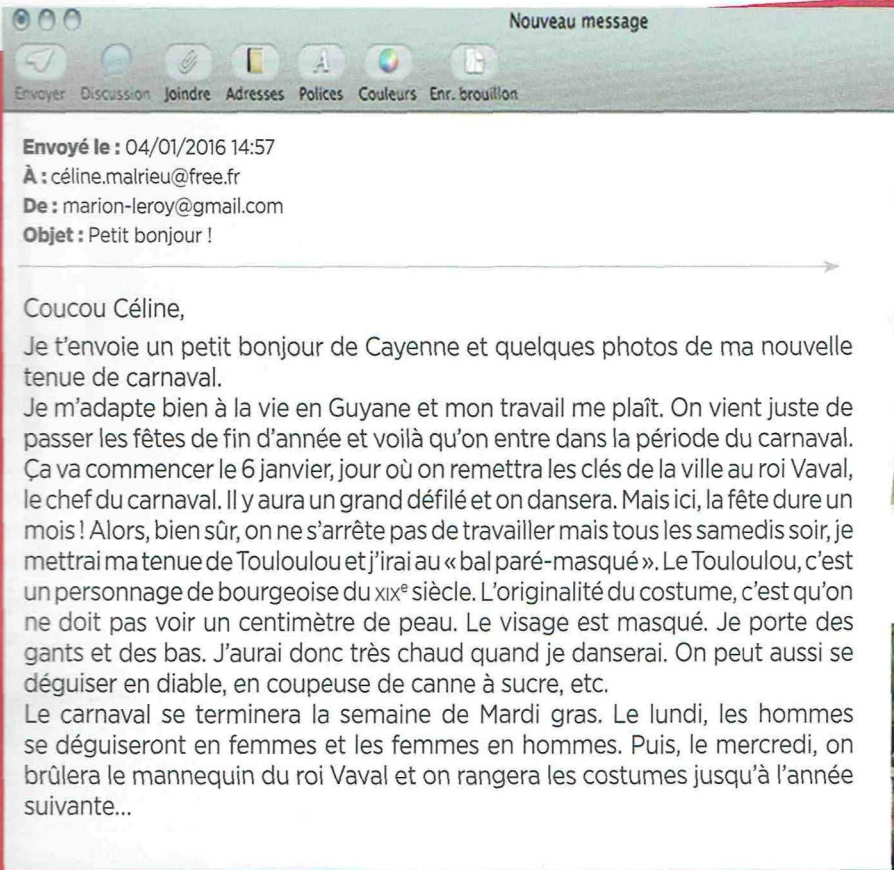 Nouveau message
Envoyer Discussion Joindre Adresses Polices Couleurs Enr. brouillon
Envoyé le : 04/01/2016 14:57
À : céline.malrieu@free.fr
De : marion-leroy@gmail.com
Objet : Petit bonjour !
Coucou Céline,
Je t'envoie un petit bonjour de Cayenne et quelques photos de ma nouvelle
tenue de carnaval.
Je m'adapte bien à la vie en Guyane et mon travail me plaît. On vient juste de
passer les fêtes de fin d'année et voilà qu'on entre dans la période du carnaval.
Ça va commencer le 6 janvier, jour où on remettra les clés de la ville au roi Vaval,
le chef du carnaval. Il y aura un grand défilé et on dansera. Mais ici, la fête dure un
mois ! Alors, bien sûr, on ne s'arrête pas de travailler mais tous les samedis soir, je
mettrai ma tenue de Touloulou et j'irai au « bal paré-masqué ». Le Touloulou, c'est
un personnage de bourgeoise du XIXe siècle. L'originalité du costume, c'est qu'on
ne doit pas voir un centimètre de peau. Le visage est masqué. Je porte des
gants et des bas. J'aurai donc très chaud quand je danserai. On peut aussi se
déguiser en diable, en coupeuse de canne à sucre, etc.
Le carnaval se terminera la semaine de Mardi gras. Le lundi, les hommes
se déguiseront en femmes et les femmes en hommes. Puis, le mercredi, on
brûlera le mannequin du roi Vaval et on rangera les costumes jusqu'à l'année
suivante...